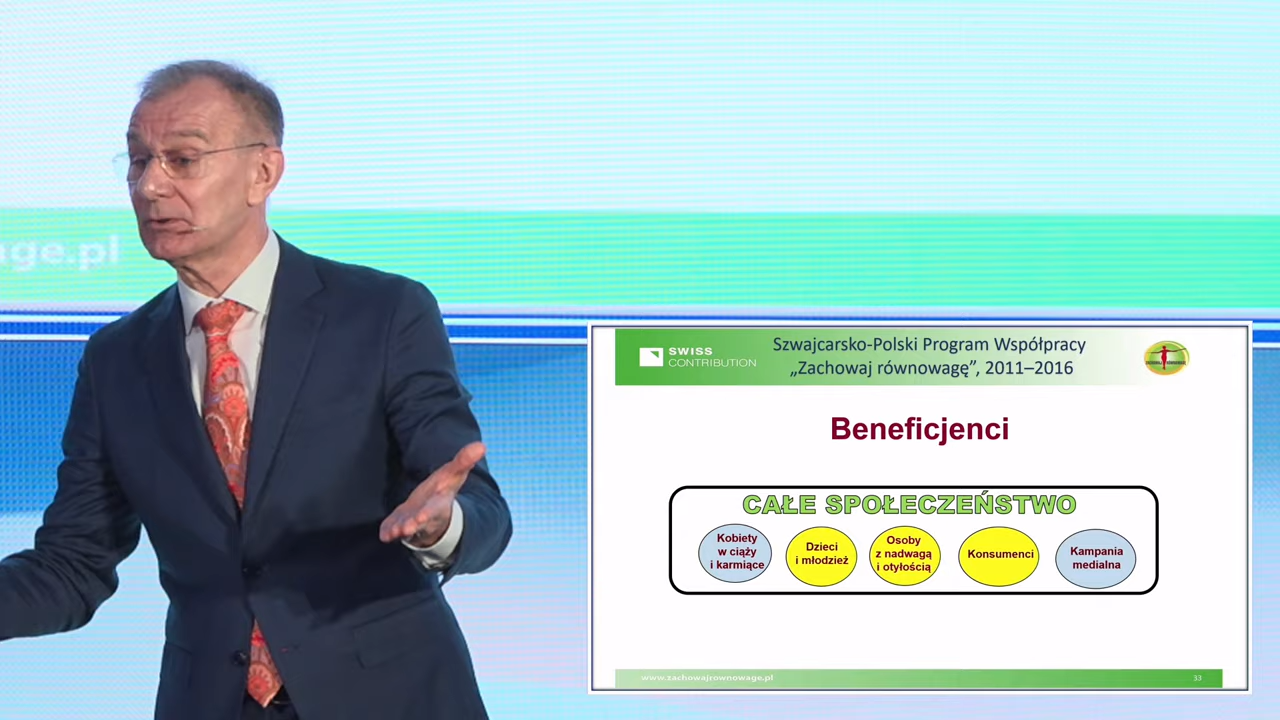 age.pl
SWISS
CONTRIBUTION
Szwajcarsko-Polski Program Współpracy
„Zachowaj równowagę”, 2011–2016
Beneficjenci
CAŁE SPOŁECZEŃSTWO
Kobiety
w ciąży
i karmiące
Dzieci
i młodzież
Osoby
z nadwagą
i otyłością
Konsumenci
Kampania
medialna
www.zachowajrownowage.pl
33